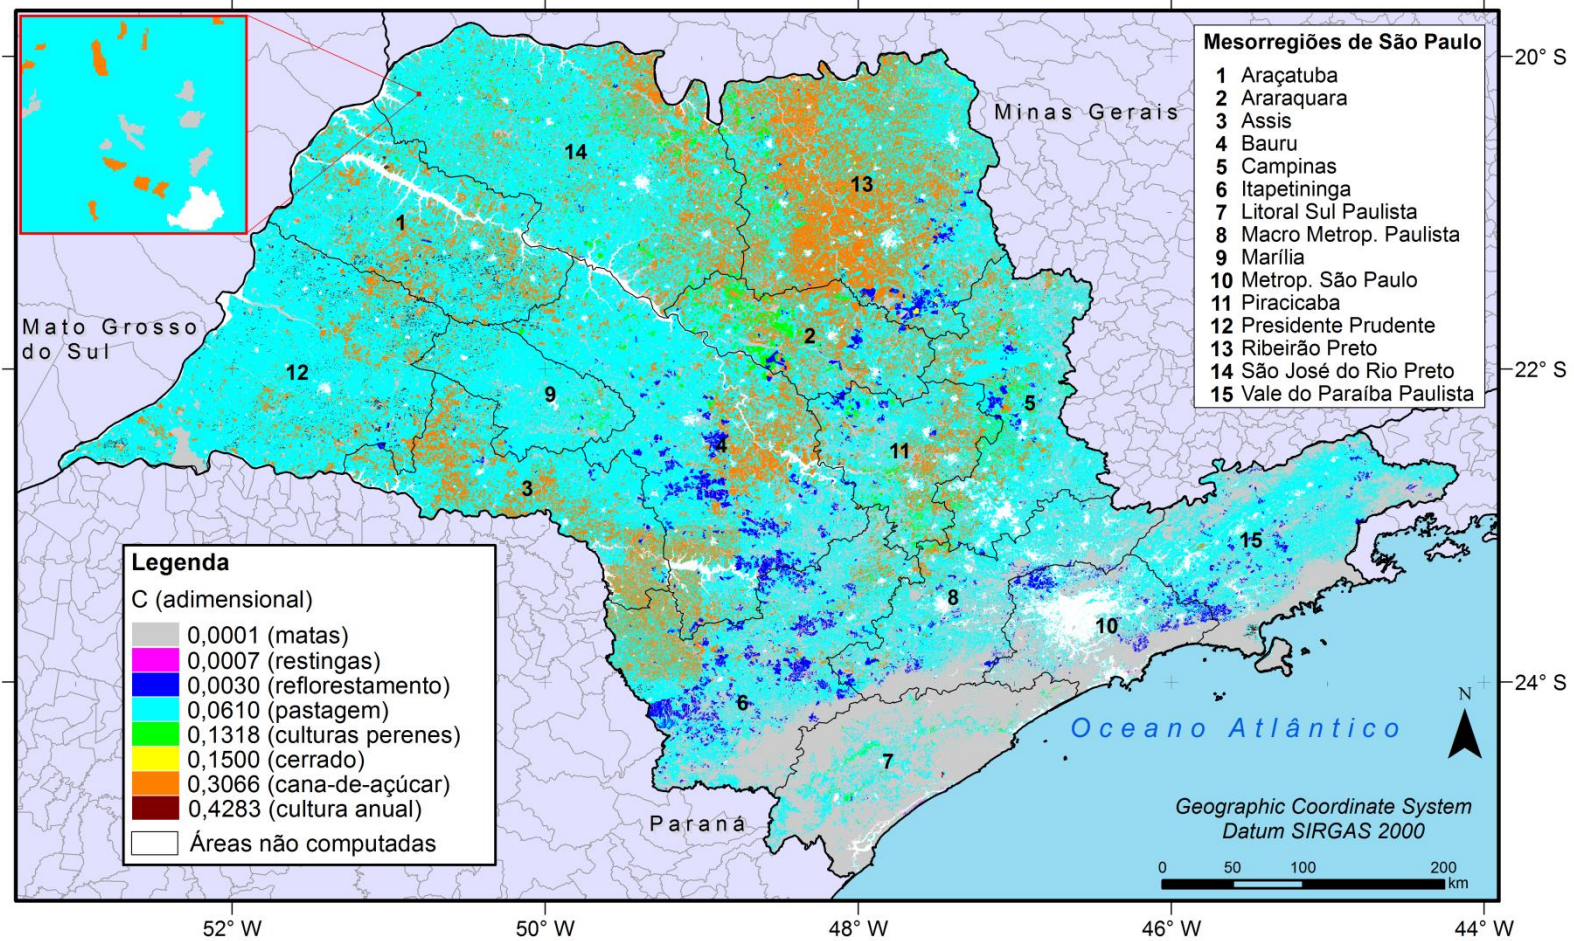 Mesorregiões de São Paulo
1 Araçatuba
2 Araraquara
3 Assis
4 Bauru
5 Campinas
6 Itapetininga
7 Litoral Sul Paulista
8 Macro Metrop. Paulista
9 Marília
10 Metrop. São Paulo
11 Piracicaba
12 Presidente Prudente
13 Ribeirão Preto
14 São José do Rio Preto
15 Vale do Paraíba Paulista
20° S
Minas Gerais
14
13
1
Mato Grosso
do Sul
2
22° S
12
9
5
4
11
3
15
8
10
24° S
6
7
Legenda
C (adimensional)
0,0001 (matas)
0,0007 (restingas)
0,0030 (reflorestamento)
0,0610 (pastagem)
0,1318 (culturas perenes)
0,1500 (cerrado)
0,3066 (cana-de-açúcar)
0,4283 (cultura anual)
Áreas não computadas
Paraná
Oceano Atlântico
N
Geographic Coordinate System
Datum SIRGAS 2000
0 50 100 200
km
52° W 50° W 48° W 46° W 44° W